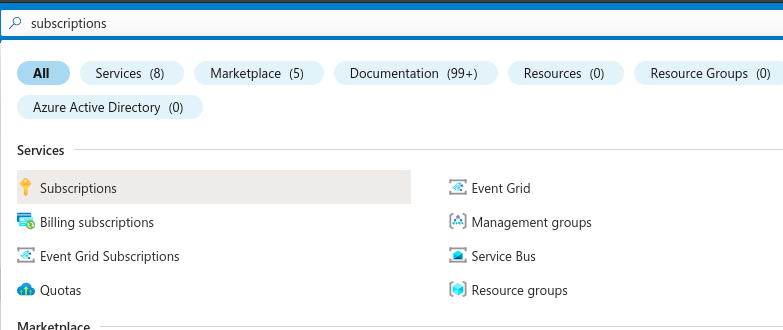 subscriptions
All Services (8) Marketplace (5) Documentation (99+) Resources (0) Resource Groups (0)
Azure Active Directory (0)
Services
Subscriptions Event Grid
Billing subscriptions Management groups
Event Grid Subscriptions Service Bus
Quotas Resource groups
Marketplace